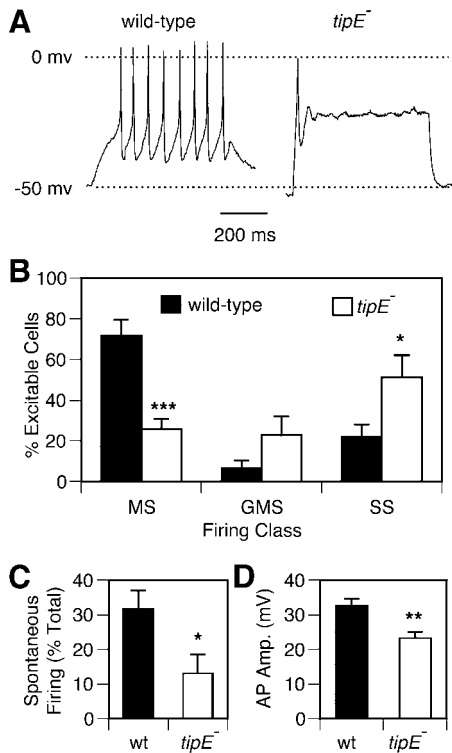 A
wild-type
tipE-
0 mv
-50 mv
200 ms
B
% Excitable Cells
100
80
60
40
20
0
wild-type
tipE-
***
*
MS
GMS
SS
Firing Class
C
Spontaneous
Firing (% Total)
40
30
20
10
0
*
wt
tipE-
D
AP Amp. (mV)
40
30
20
10
0
**
wt
tipE-